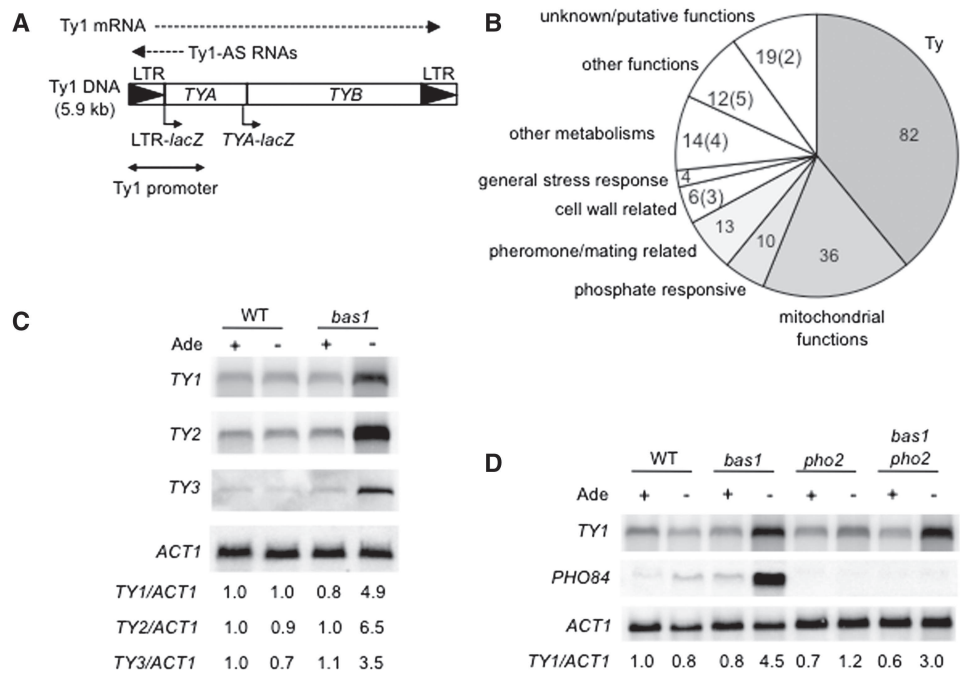 A
Ty1 mRNA
Ty1-AS RNAs
LTR
LTR
Ty1 DNA
(5.9 kb)
TYA
TYB
LTR-lacZ
TYA-lacZ
Ty1 promoter
B
unknown/putative functions
Ty
other functions
other metabolisms
general stress response
cell wall related
pheromone/mating related
phosphate responsive
mitochondrial
functions
19(2)
12(5)
14(4)
4
6(3)
13
10
36
82
C
WT
bas1
Ade + - + -
TY1
TY2
TY3
ACT1
TY1/ACT1 1.0 1.0 0.8 4.9
TY2/ACT1 1.0 0.9 1.0 6.5
TY3/ACT1 1.0 0.7 1.1 3.5
D
WT
bas1
pho2
bas1
pho2
Ade + - + - + - + -
TY1
PHO84
ACT1
TY1/ACT1 1.0 0.8 0.8 4.5 0.7 1.2 0.6 3.0